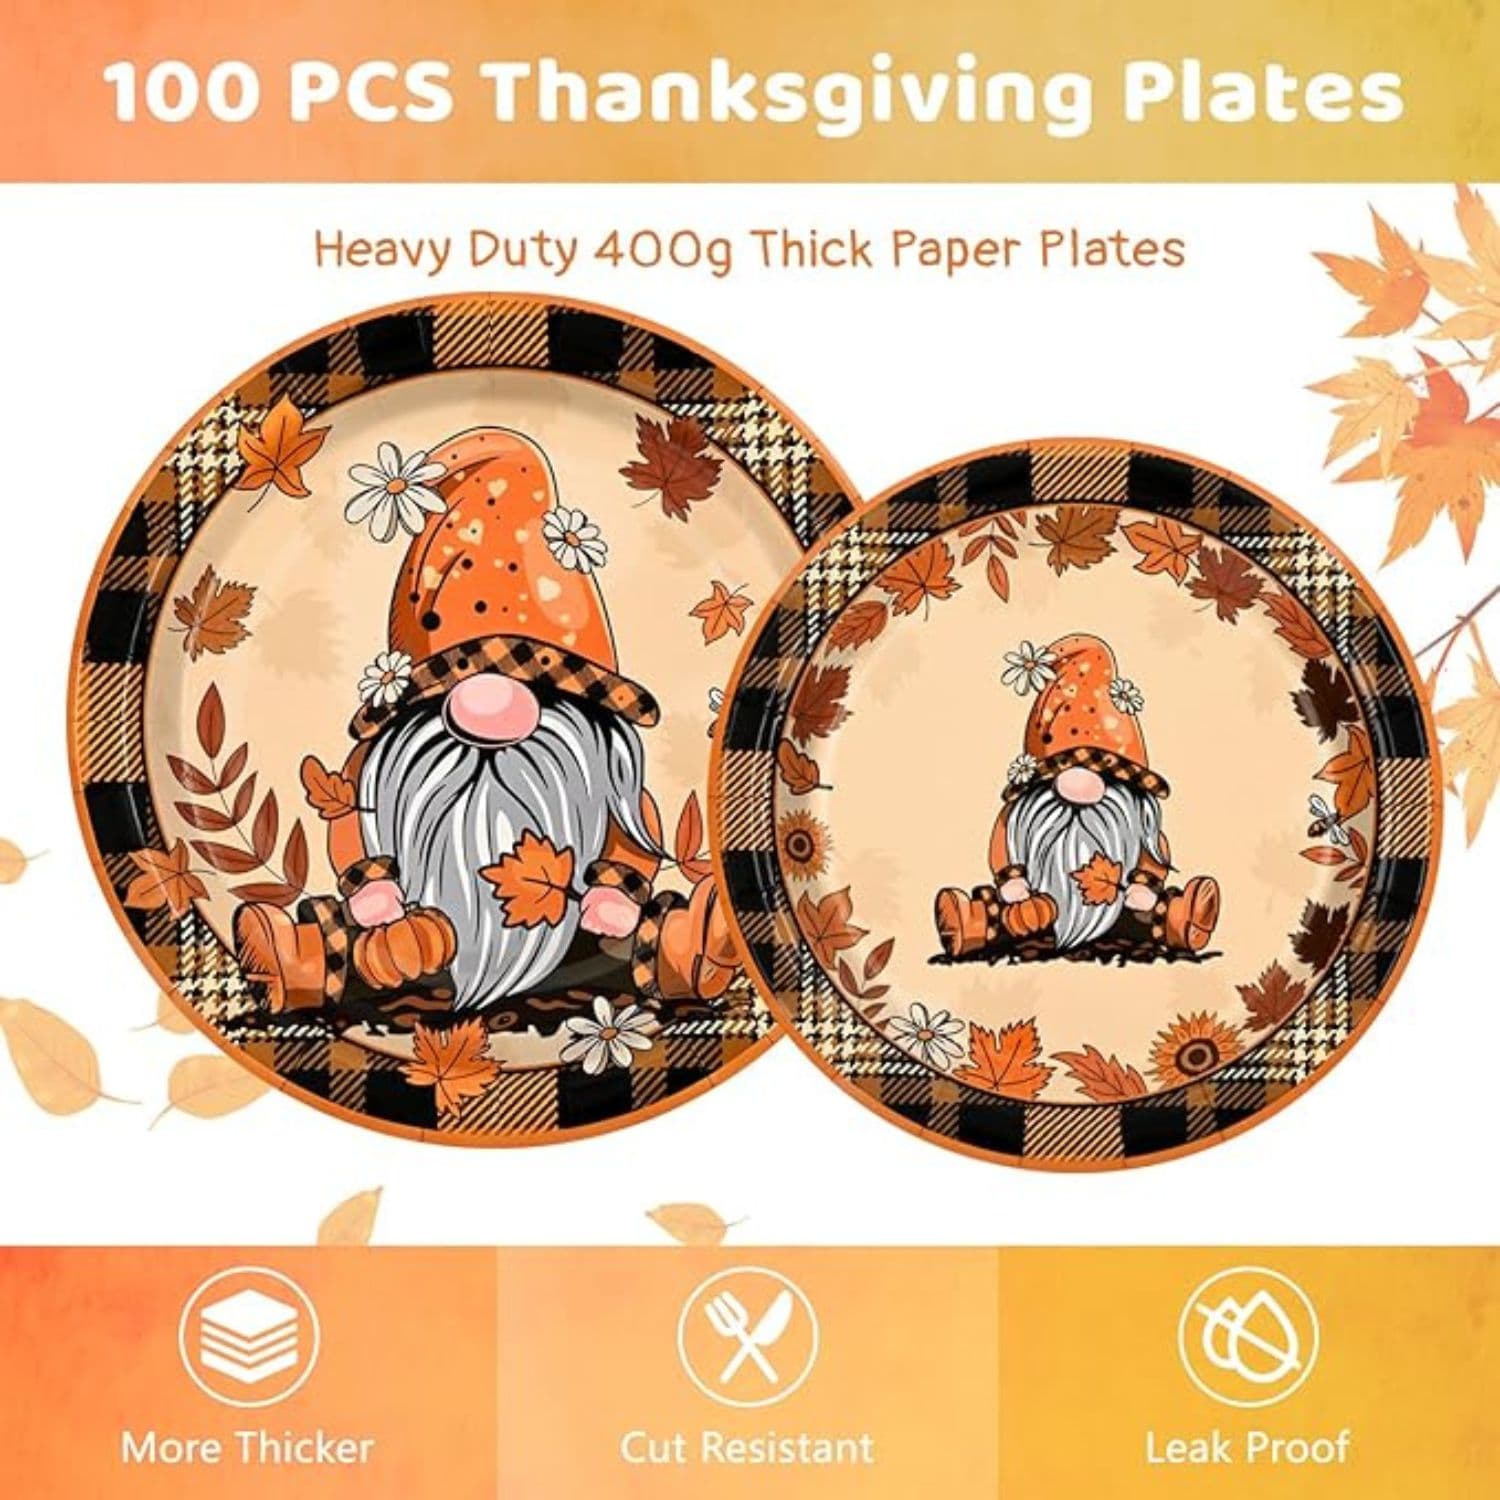 100 PCS Thanksgiving Plates
Heavy Duty 400g Thick Paper Plates
More Thicker
Cut Resistant
Leak Proof